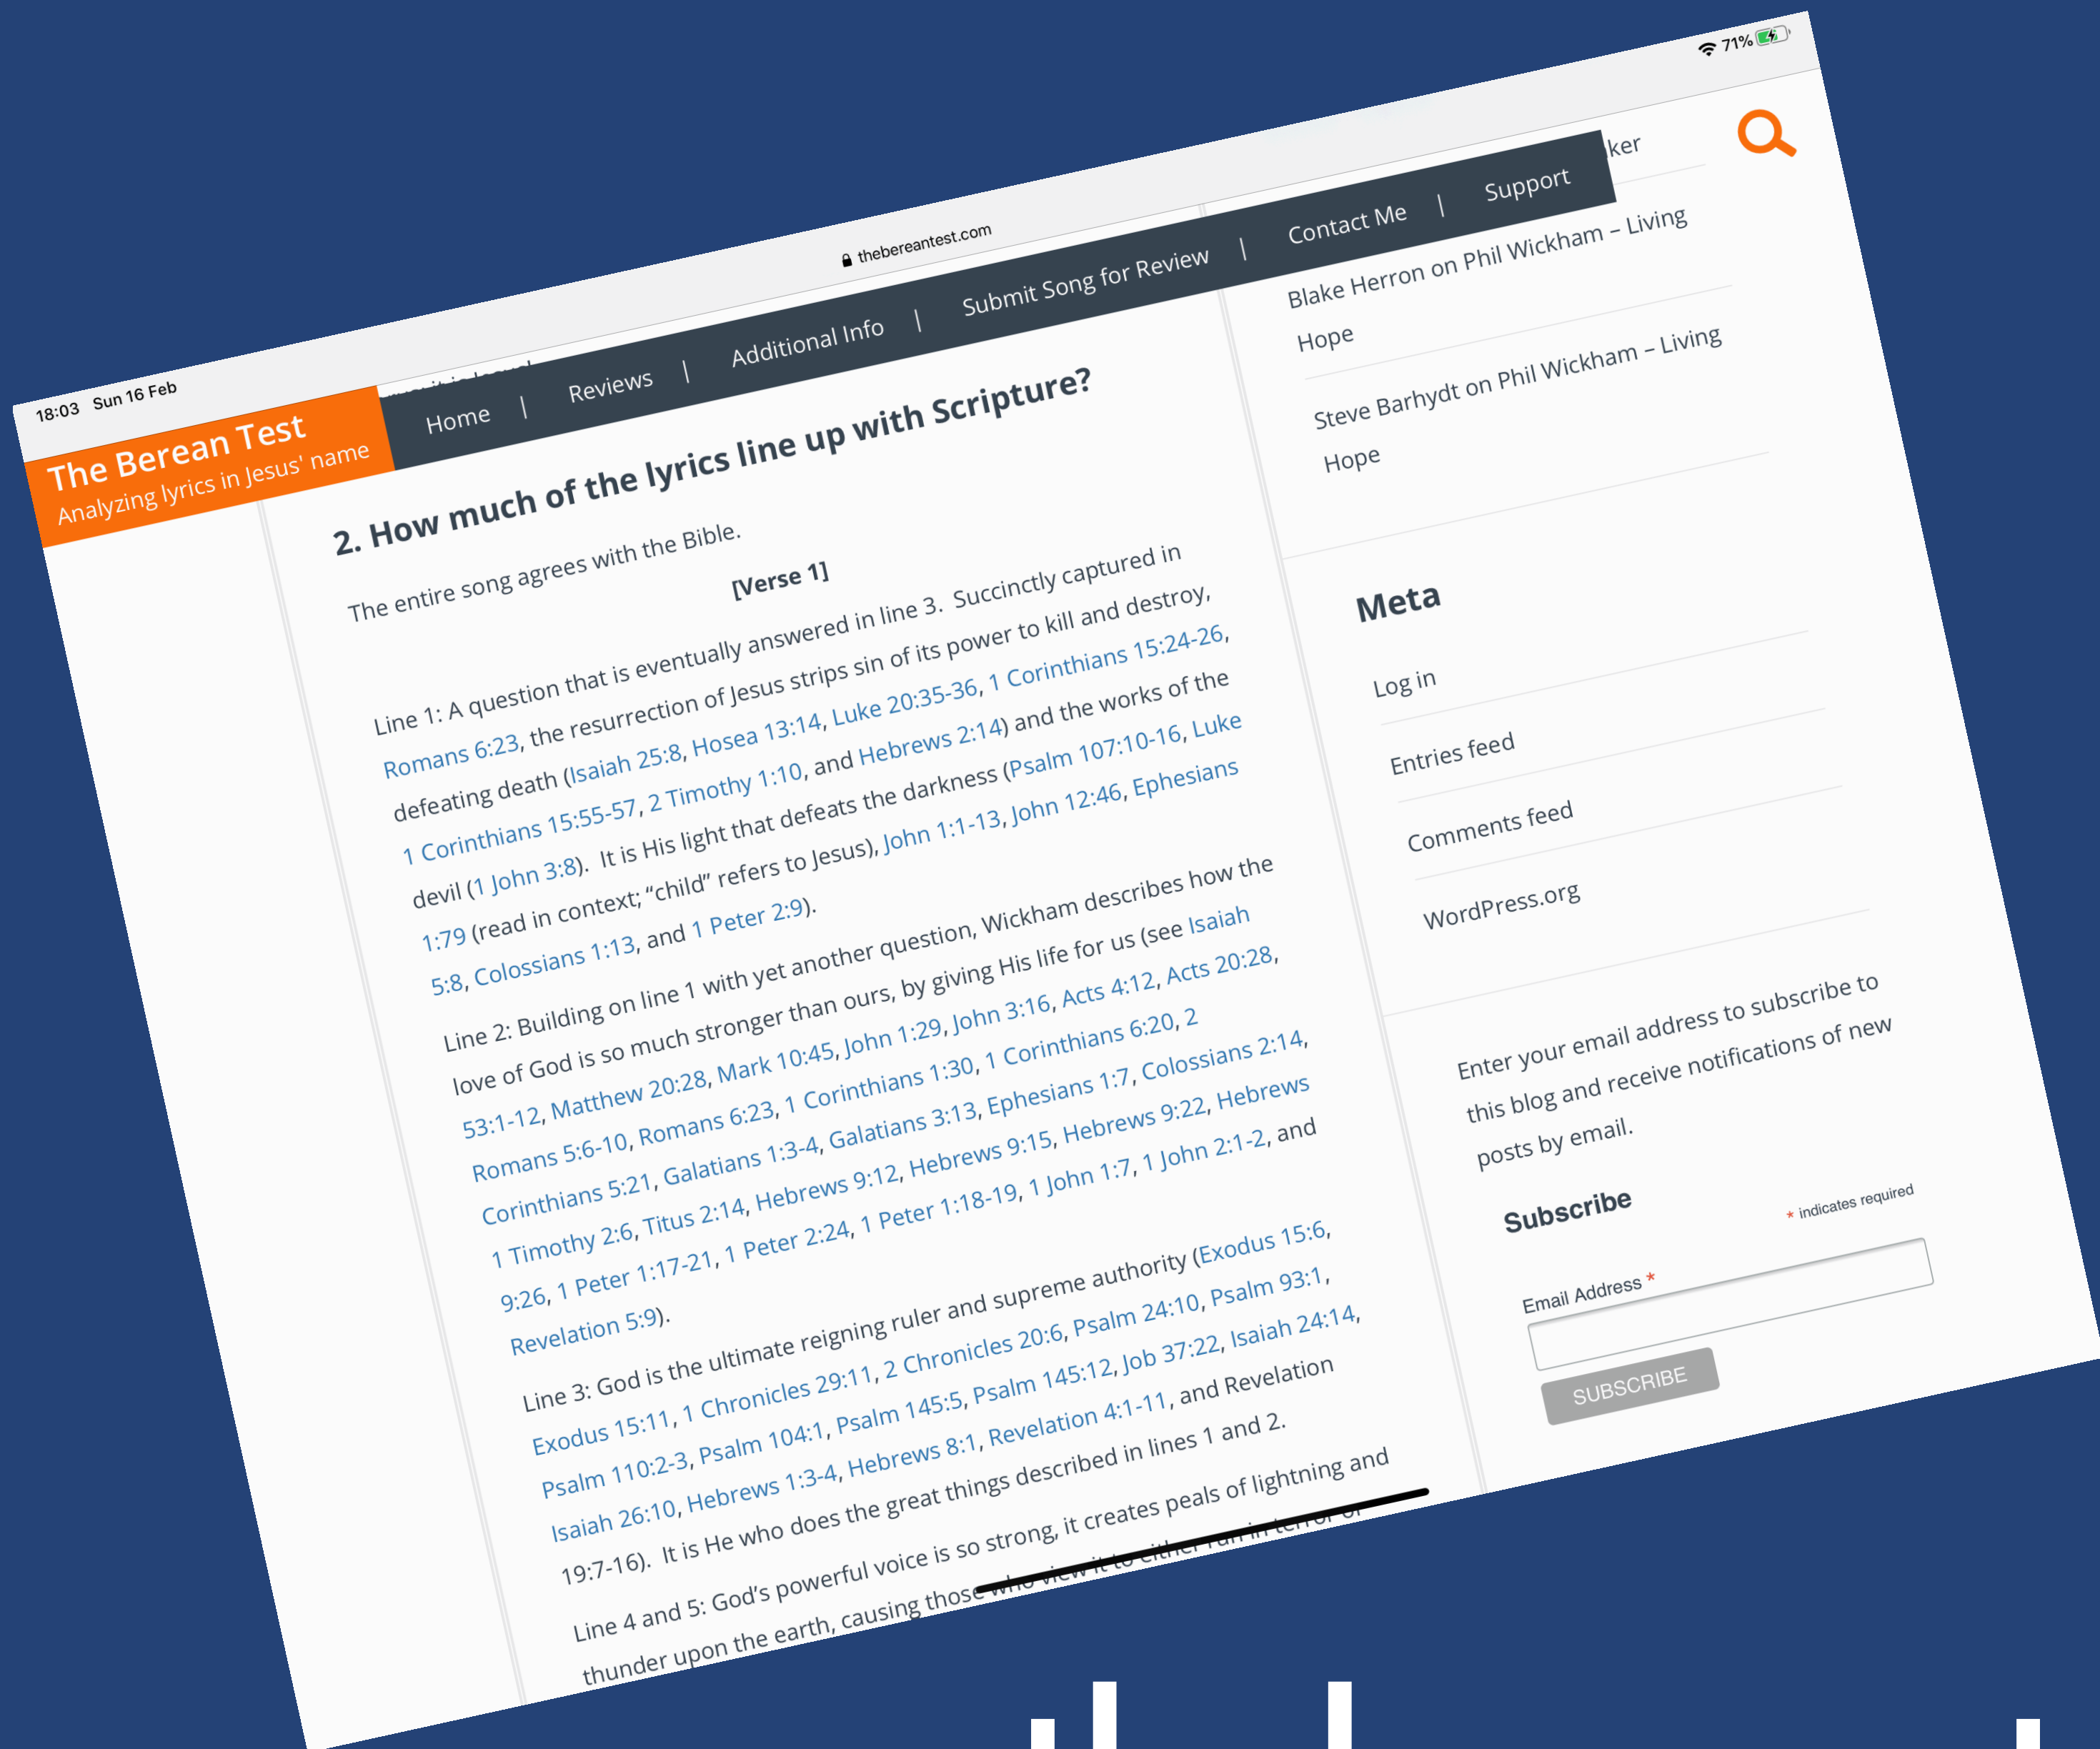 18:03 Sun 16 Feb
71%
thebereantest.com
The Berean Test
Analyzing lyrics in Jesus' name
Home | Reviews | Additional Info | Submit Song for Review | Contact Me | Support
2. How much of the lyrics line up with Scripture?
The entire song agrees with the Bible.
[Verse 1]
Line 1: A question that is eventually answered in line 3. Succinctly captured in
Romans 6:23, the resurrection of Jesus strips sin of its power to kill and destroy,
defeating death (Isaiah 25:8, Hosea 13:14, Luke 20:35-36, 1 Corinthians 15:24-26,
1 Corinthians 15:55-57, 2 Timothy 1:10, and Hebrews 2:14) and the works of the
devil (1 John 3:8). It is His light that defeats the darkness (Psalm 107:10-16, Luke
1:79 (read in context; “child” refers to Jesus), John 1:1-13, John 12:46, Ephesians
5:8, Colossians 1:13, and 1 Peter 2:9).
Line 2: Building on line 1 with yet another question, Wickham describes how the
love of God is so much stronger than ours, by giving His life for us (see Isaiah
53:1-12, Matthew 20:28, Mark 10:45, John 1:29, John 3:16, Acts 4:12, Acts 20:28,
Romans 5:6-10, Romans 6:23, 1 Corinthians 1:30, 1 Corinthians 6:20, 2
Corinthians 5:21, Galatians 1:3-4, Galatians 3:13, Ephesians 1:7, Colossians 2:14,
1 Timothy 2:6, Titus 2:14, Hebrews 9:12, Hebrews 9:15, Hebrews 9:22, Hebrews
9:26, 1 Peter 1:17-21, 1 Peter 2:24, 1 Peter 1:18-19, 1 John 1:7, 1 John 2:1-2, and
Revelation 5:9).
Line 3: God is the ultimate reigning ruler and supreme authority (Exodus 15:6,
Exodus 15:11, 1 Chronicles 29:11, 2 Chronicles 20:6, Psalm 24:10, Psalm 93:1,
Psalm 110:2-3, Psalm 104:1, Psalm 145:5, Psalm 145:12, Job 37:22, Isaiah 24:14,
Isaiah 26:10, Hebrews 1:3-4, Hebrews 8:1, Revelation 4:1-11, and Revelation
19:7-16). It is He who does the great things described in lines 1 and 2.
Line 4 and 5: God’s powerful voice is so strong, it creates peals of lightning and
thunder upon the earth, causing those who view it to either run in terror or
ker
Blake Herron on Phil Wickham – Living
Hope
Steve Barhydt on Phil Wickham – Living
Hope
Meta
Log in
Entries feed
Comments feed
WordPress.org
Enter your email address to subscribe to
this blog and receive notifications of new
posts by email.
Subscribe
* indicates required
Email Address *
SUBSCRIBE